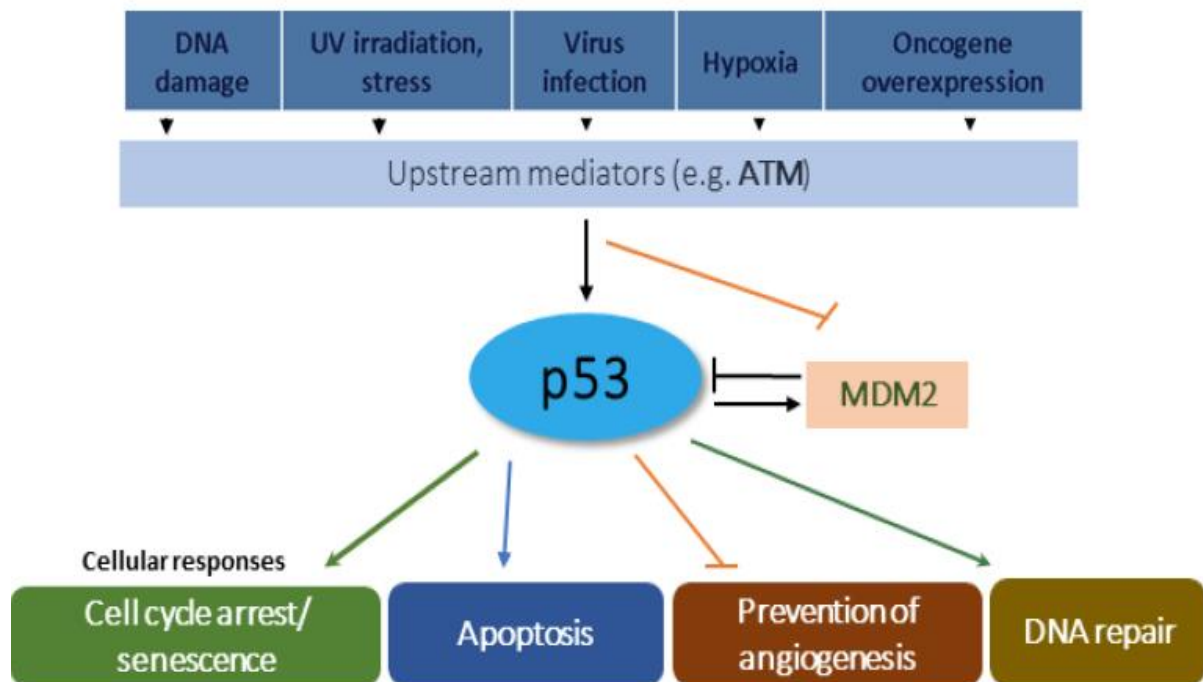 DNA
damage
UV irradiation,
stress
Virus
infection
Hypoxia
Oncogene
overexpression
Upstream mediators (e.g. ATM)
p53
MDM2
Cellular responses
Cell cycle arrest/
senescence
Apoptosis
Prevention of
angiogenesis
DNA repair